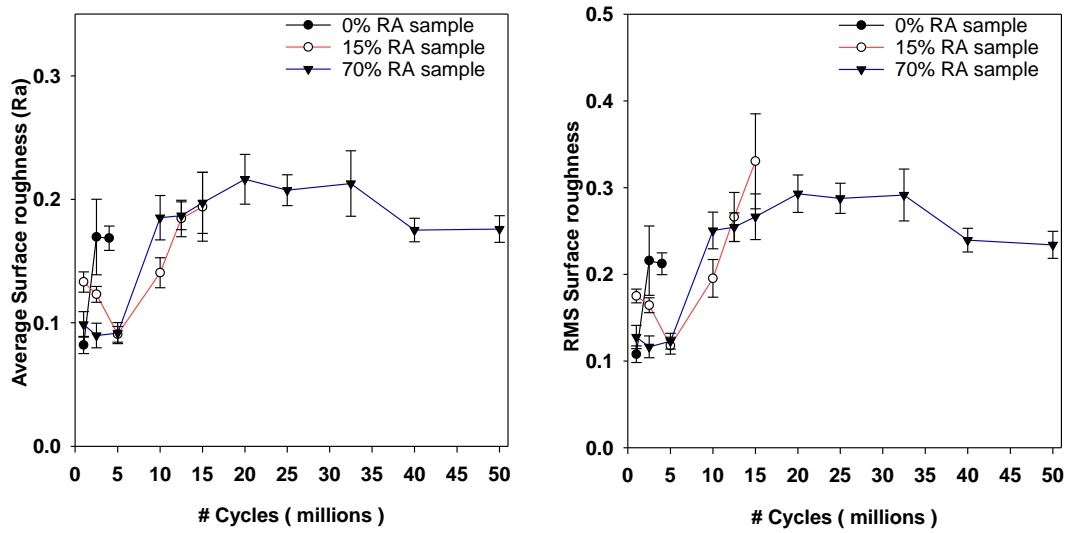 0% RA sample
15% RA sample
70% RA sample
Average Surface roughness (Ra)
0.3
0.2
0.1
0.0
0 5 10 15 20 25 30 35 40 45 50
# Cycles ( millions )
0% RA sample
15% RA sample
70% RA sample
RMS Surface roughness
0.5
0.4
0.3
0.2
0.1
0.0
0 5 10 15 20 25 30 35 40 45 50
# Cycles ( millions )